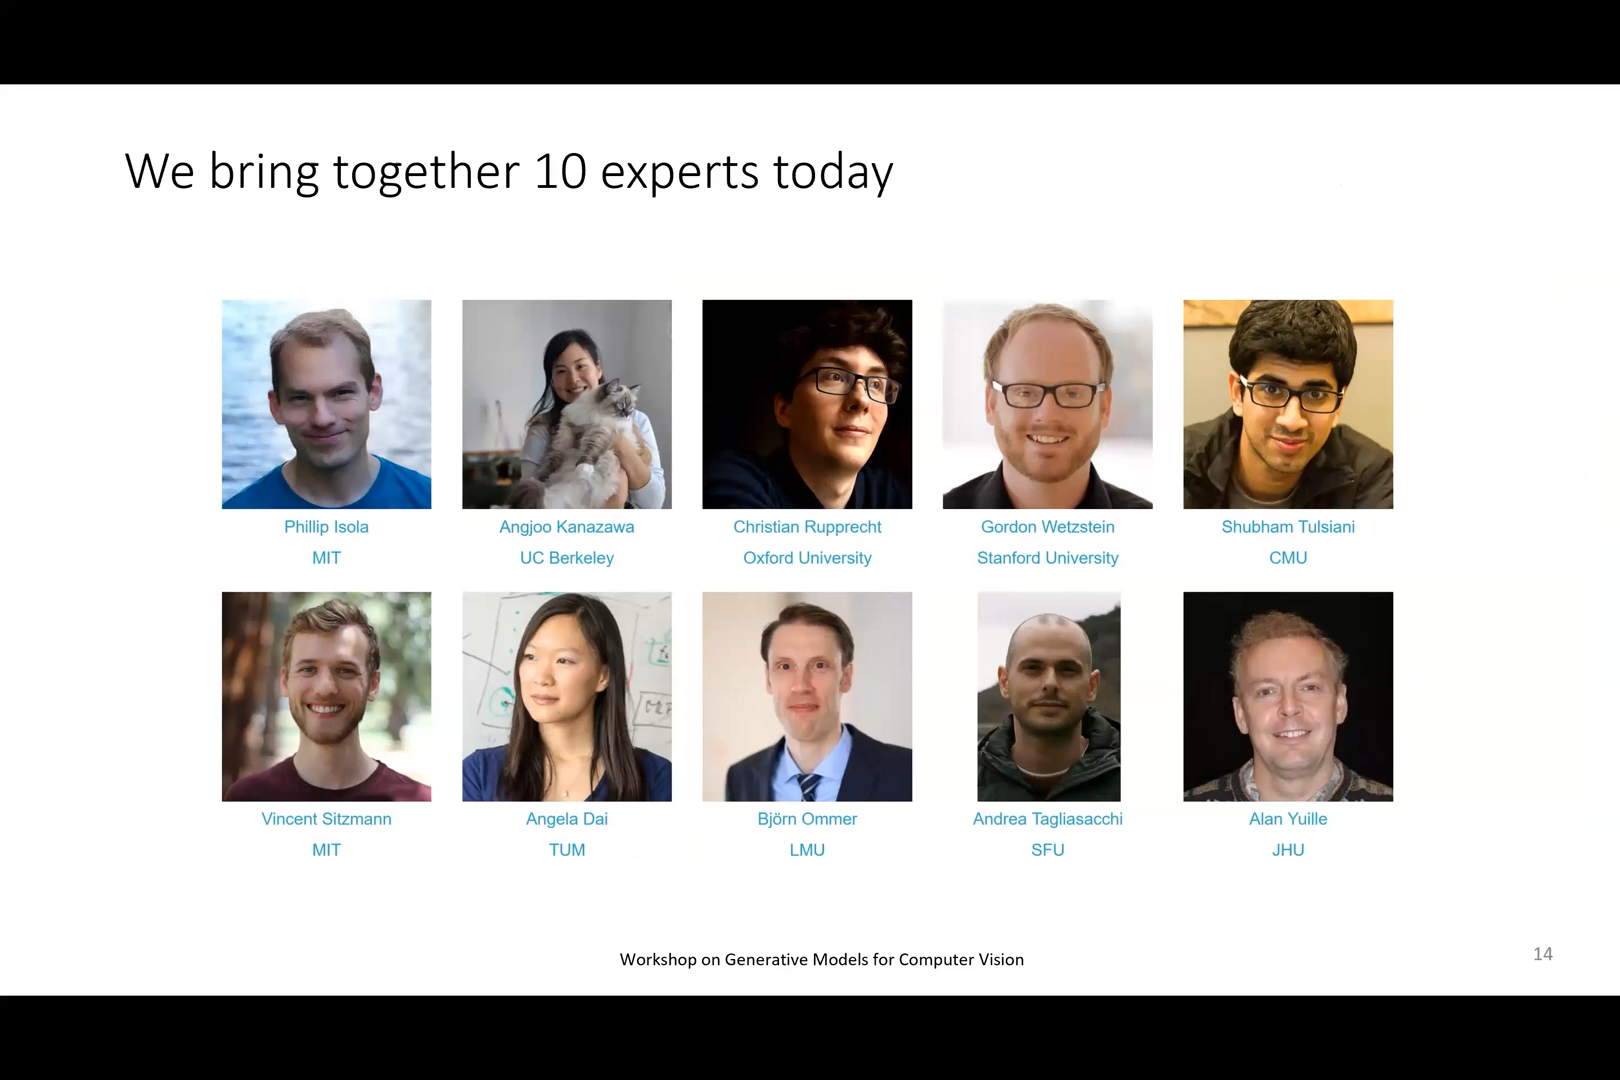 We bring together 10 experts today
Phillip Isola
MIT
Angjoo Kanazawa
UC Berkeley
Christian Rupprecht
Oxford University
Gordon Wetzstein
Stanford University
Shubham Tulsiani
CMU
Vincent Sitzmann
MIT
Angela Dai
TUM
Björn Ommer
LMU
Andrea Tagliasacchi
SFU
Alan Yuille
JHU
Workshop on Generative Models for Computer Vision
14